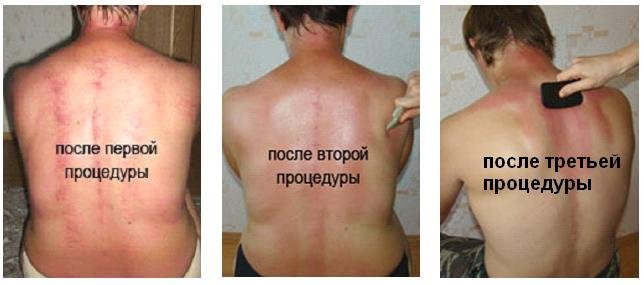 после первой
процедуры
после второй
процедуры
после третьей
процедуры